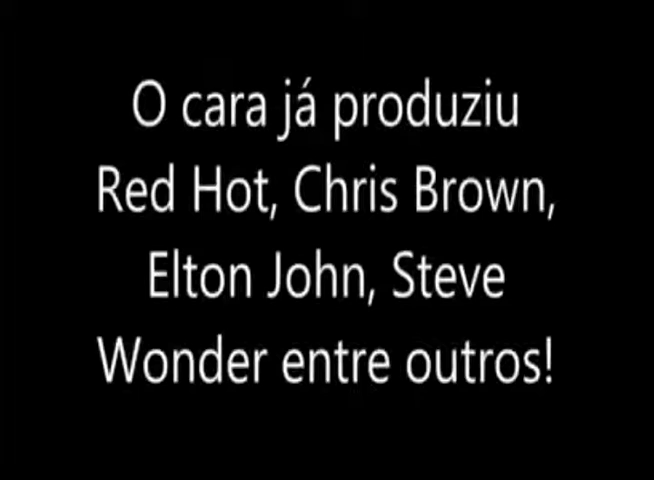 O cara já produziu
Red Hot, Chris Brown,
Elton John, Steve
Wonder entre outros!